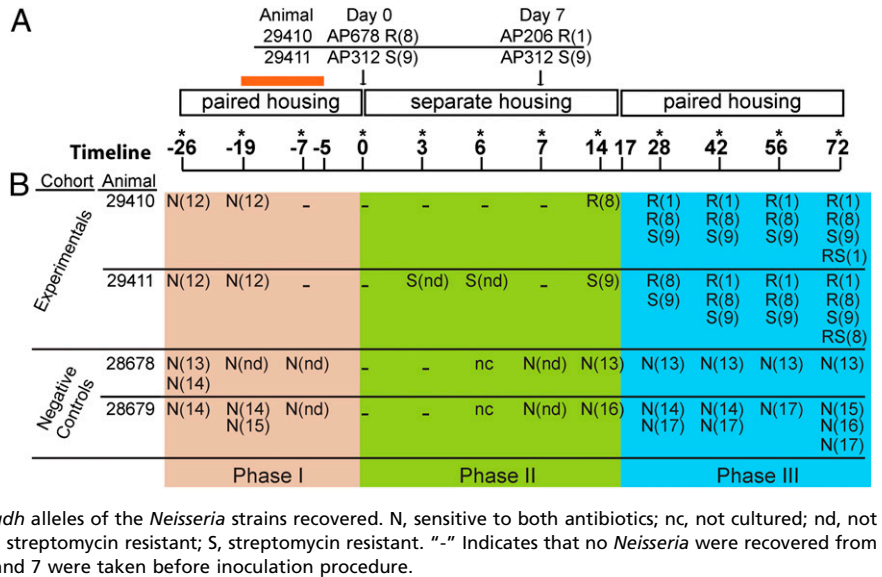 A
Animal Day 0 Day 7
29410 AP678 R(8) AP206 R(1)
29411 AP312 S(9) AP312 S(9)
paired housing separate housing paired housing
* * * * * * * * * * * *
Timeline -26 -19 -7 -5 0 3 6 7 14 17 28 42 56 72
B Cohort Animal
Experimentals
29410 N(12) N(12) - - - - - R(8) R(1) R(1) R(1) R(1)
R(8) R(8) R(8) R(8)
S(9) S(9) S(9) S(9)
RS(1)
29411 N(12) N(12) - - S(nd) S(nd) - S(9) R(8) R(1) R(1) R(1)
S(9) R(8) R(8) R(8)
S(9) S(9) S(9)
RS(8)
Negative
Controls
28678 N(13) N(nd) N(nd) - - nc N(nd) N(13) N(13) N(13) N(13) N(13)
N(14)
28679 N(14) N(14) N(nd) - - nc N(nd) N(16) N(14) N(14) N(17) N(15)
N(15) N(17) N(17) N(16)
N(17)
Phase I Phase II Phase III
dh alleles of the Neisseria strains recovered. N, sensitive to both antibiotics; nc, not cultured; nd, not
streptomycin resistant; S, streptomycin resistant. "-" Indicates that no Neisseria were recovered from
and 7 were taken before inoculation procedure.